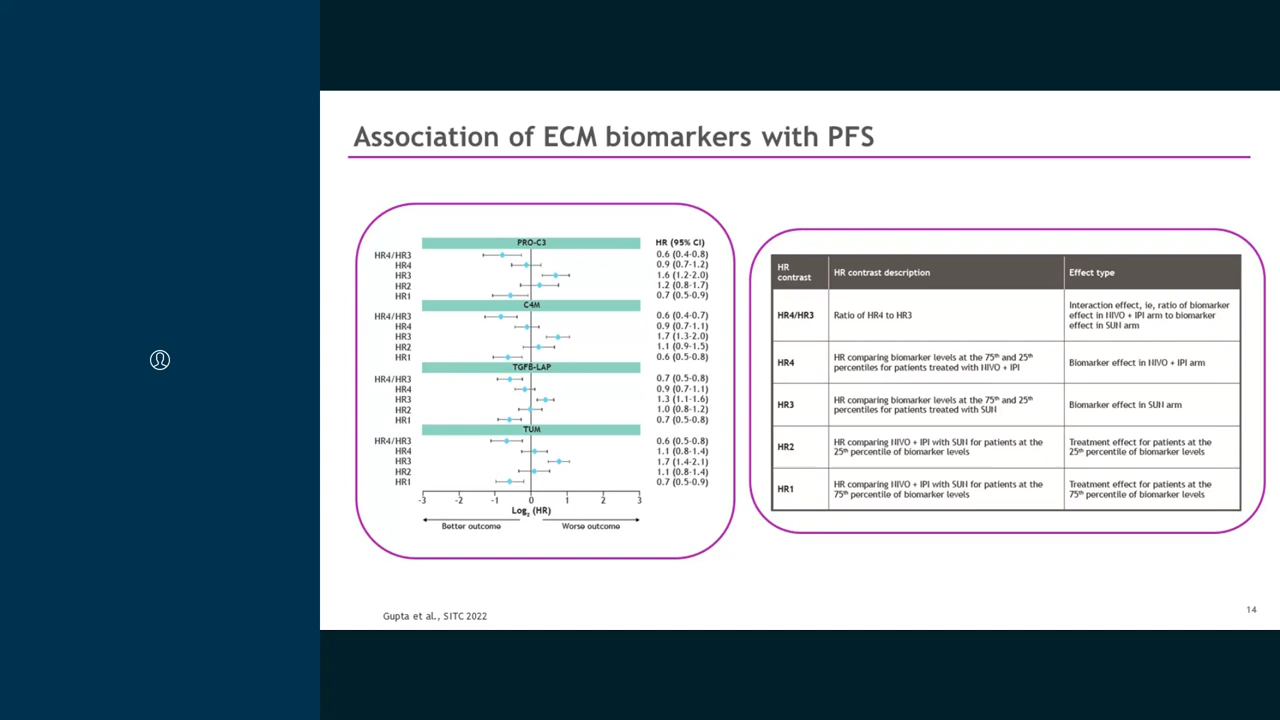 Association of ECM biomarkers with PFS
PRO-C3 HR (95% CI)
HR4/HR3 0.6 (0.4-0.8)
HR4 0.9 (0.7-1.2)
HR3 1.6 (1.2-2.0)
HR2 1.2 (0.8-1.7)
HR1 0.7 (0.5-0.9)
C4M
HR4/HR3 0.6 (0.4-0.7)
HR4 0.9 (0.7-1.1)
HR3 1.7 (1.3-2.0)
HR2 1.1 (0.9-1.5)
HR1 0.6 (0.5-0.8)
TGFB-LAP
HR4/HR3 0.7 (0.5-0.8)
HR4 0.9 (0.7-1.1)
HR3 1.3 (1.1-1.6)
HR2 1.0 (0.8-1.2)
HR1 0.7 (0.5-0.8)
TUM
HR4/HR3 0.6 (0.5-0.8)
HR4 1.1 (0.8-1.4)
HR3 1.7 (1.4-2.1)
HR2 1.1 (0.8-1.4)
HR1 0.7 (0.5-0.9)
-3 -2 -1 0 1 2 3
Log₂ (HR)
Better outcome Worse outcome
HR
contrast
HR contrast description
Effect type
HR4/HR3
Ratio of HR4 to HR3
Interaction effect, ie, ratio of biomarker
effect in NIVO + IPI arm to biomarker
effect in SUN arm
HR4
HR comparing biomarker levels at the 75th and 25th
percentiles for patients treated with NIVO + IPI
Biomarker effect in NIVO + IPI arm
HR3
HR comparing biomarker levels at the 75th and 25th
percentiles for patients treated with SUN
Biomarker effect in SUN arm
HR2
HR comparing NIVO + IPI with SUN for patients at the
25th percentile of biomarker levels
Treatment effect for patients at the
25th percentile of biomarker levels
HR1
HR comparing NIVO + IPI with SUN for patients at the
75th percentile of biomarker levels
Treatment effect for patients at the
75th percentile of biomarker levels
Gupta et al., SITC 2022
14